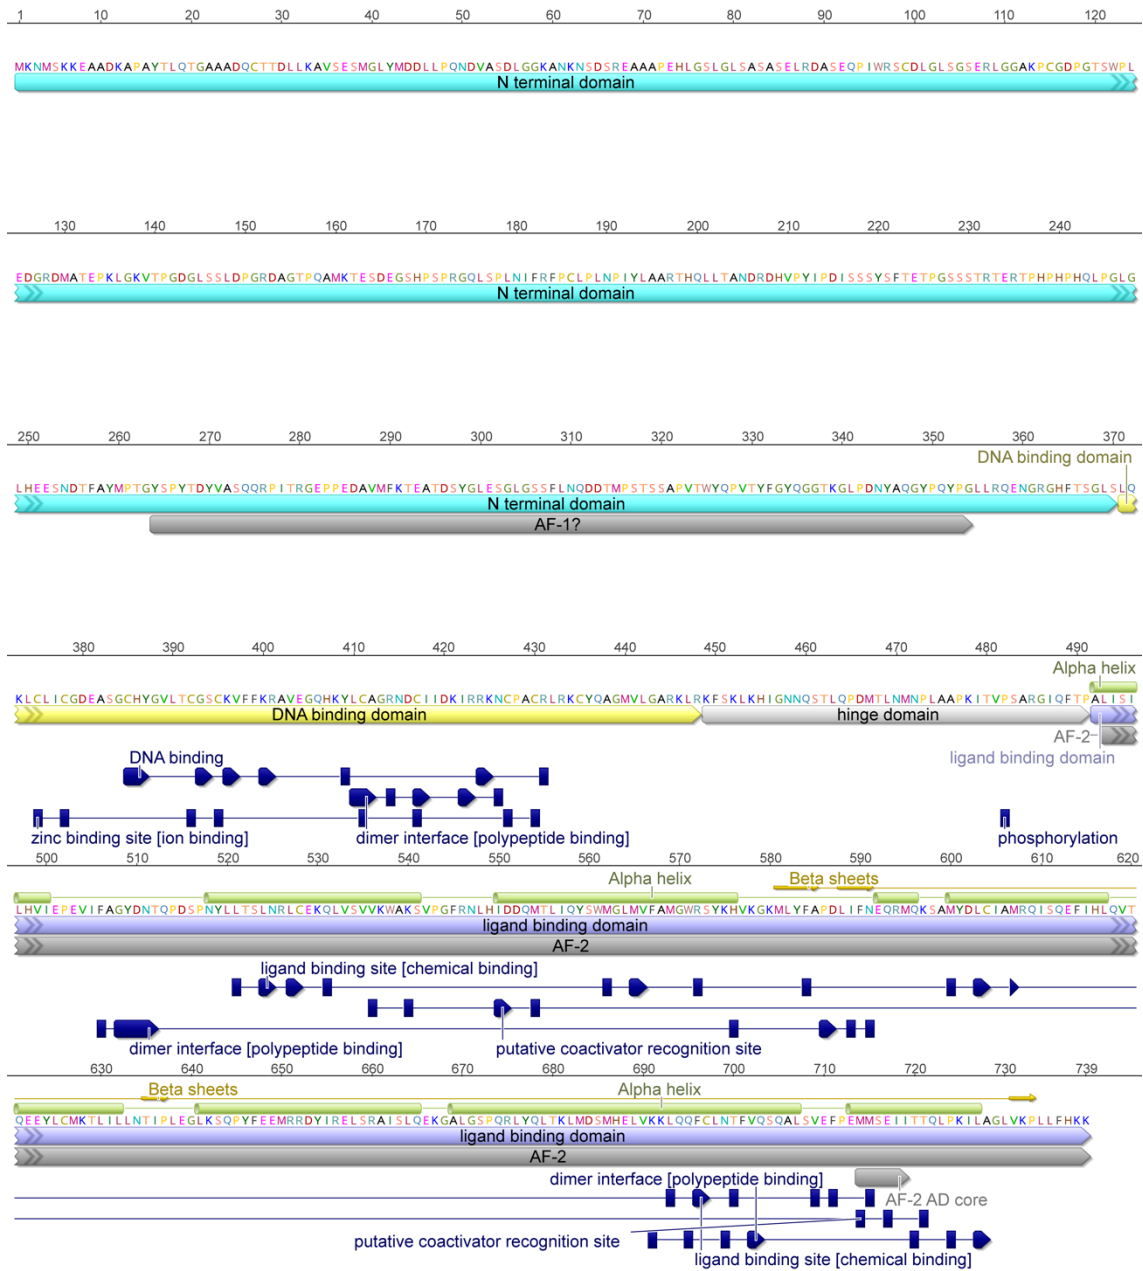 1 10 20 30 40 50 60 70 80 90 100 110 120
MKNMSKKEAADKAPAYTLQTGAAADQCTTDLLKAVSESMGLYMDDLLPQNDVASDLGGKANKNSDSREAAAPEHLGSLGLSASASELRDASEQPIWRSCDLGLSGSERLGGAKPCGDPGTSWPL
N terminal domain
130 140 150 160 170 180 190 200 210 220 230 240
EDGRDMATEPKLGKVTPGDGLSSLDPGRDAGTPQAMKTESDEGSHPSPRGQLSPLNIFRFPCLPLNPIYLAARTHQLLTANDRDHVPYIPDISSSYSFTETPGSSSTRTERTPHPHPHQLPGLG
N terminal domain
250 260 270 280 290 300 310 320 330 340 350 360 370
DNA binding domain
LHEESNDTFAYMPTGYSPYTDYVASQQRPITRGEPPEDAVMFKTEATDSYGLESGLGSSFLNQDDTMPSTSSAPVTWYQPVTYFGYQGGTKGLPDNYAQGYPQYPGLLRQENGRGHFTSGLSLQ
N terminal domain
AF-1?
380 390 400 410 420 430 440 450 460 470 480 490
Alpha helix
KLCLICGDEASGCHYGVLTCGSCKVFFKRAVEGQHKYLCAGRNDCIIDKIRRKNCPACRLRKCYQAGMVLGARKLRKFSKLKHIGNNQSTLQPDMTLNMNPLAAPKITVPSARGIQFTPALISI
DNA binding domain hinge domain
AF-2
DNA binding ligand binding domain
zinc binding site [ion binding] dimer interface [polypeptide binding] phosphorylation
500 510 520 530 540 550 560 570 580 590 600 610 620
Alpha helix Beta sheets
LHVIEPEVIFAGYDNTQPDSPNYLLTSLNRLCEKQLVSVVKWAKSVPGFRNLHIDDQMTLIQYSWMGLMVFAMGWRSYKHVKGKMLYFAPDLIFNEQRMQKSAMYDLCIAMRQISQEFIHLQVT
ligand binding domain
AF-2
ligand binding site [chemical binding]
dimer interface [polypeptide binding] putative coactivator recognition site
630 640 650 660 670 680 690 700 710 720 730 739
Beta sheets Alpha helix
QEEYLCMKTLILLNTIPLEGLKSQPYFEEMRRDYIRELSRAISLQEKGALGSPQRLYQLTKLMDSMHELVKKLQQFCLNTFVQSQALSVEFPEMMSEIITTQLPKILAGLVKPLLFHKK
ligand binding domain
AF-2
dimer interface [polypeptide binding]
AF-2 AD core
putative coactivator recognition site
ligand binding site [chemical binding]